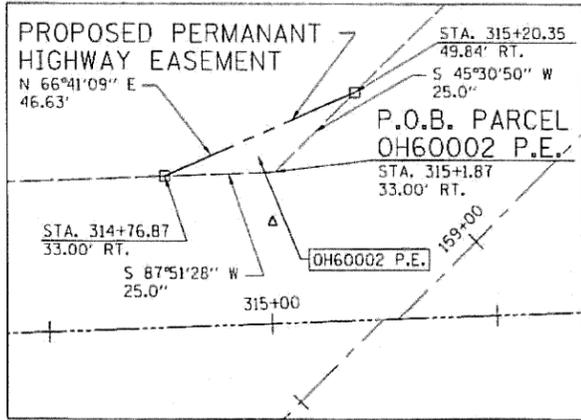 PROPOSED PERMANANT
HIGHWAY EASEMENT
N 66°41'09" E
46.63'
STA. 315+20.35
49.84' RT.
S 45°30'50" W
25.0"
P.O.B. PARCEL
OH60002 P.E.
STA. 315+1.87
33.00' RT.
STA. 314+76.87
33.00' RT.
S 87°51'28" W
25.0"
OH60002 P.E.
159+00
315+00